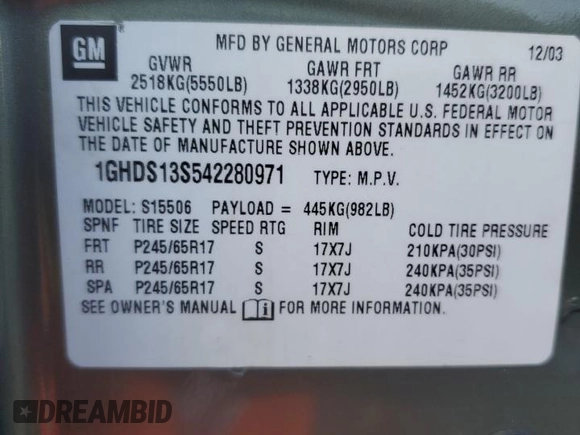 GM
MFD BY GENERAL MOTORS CORP 12/03
GVWR GAWR FRT GAWR RR
2518KG(5550LB) 1338KG(2950LB) 1452KG(3200LB)
THIS VEHICLE CONFORMS TO ALL APPLICABLE U.S. FEDERAL MOTOR
VEHICLE SAFETY AND THEFT PREVENTION STANDARDS IN EFFECT ON
THE DATE OF MANUFACTURE SHOWN ABOVE.
1GHDS13S542280971 TYPE: M.P.V.
MODEL: S15506 PAYLOAD = 445KG(982LB)
SPNF TIRE SIZE SPEED RTG RIM COLD TIRE PRESSURE
FRT P245/65R17 S 17X7J 210KPA(30PSI)
RR P245/65R17 S 17X7J 240KPA(35PSI)
SPA P245/65R17 S 17X7J 240KPA(35PSI)
SEE OWNER'S MANUAL i FOR MORE INFORMATION.
DREAMBID